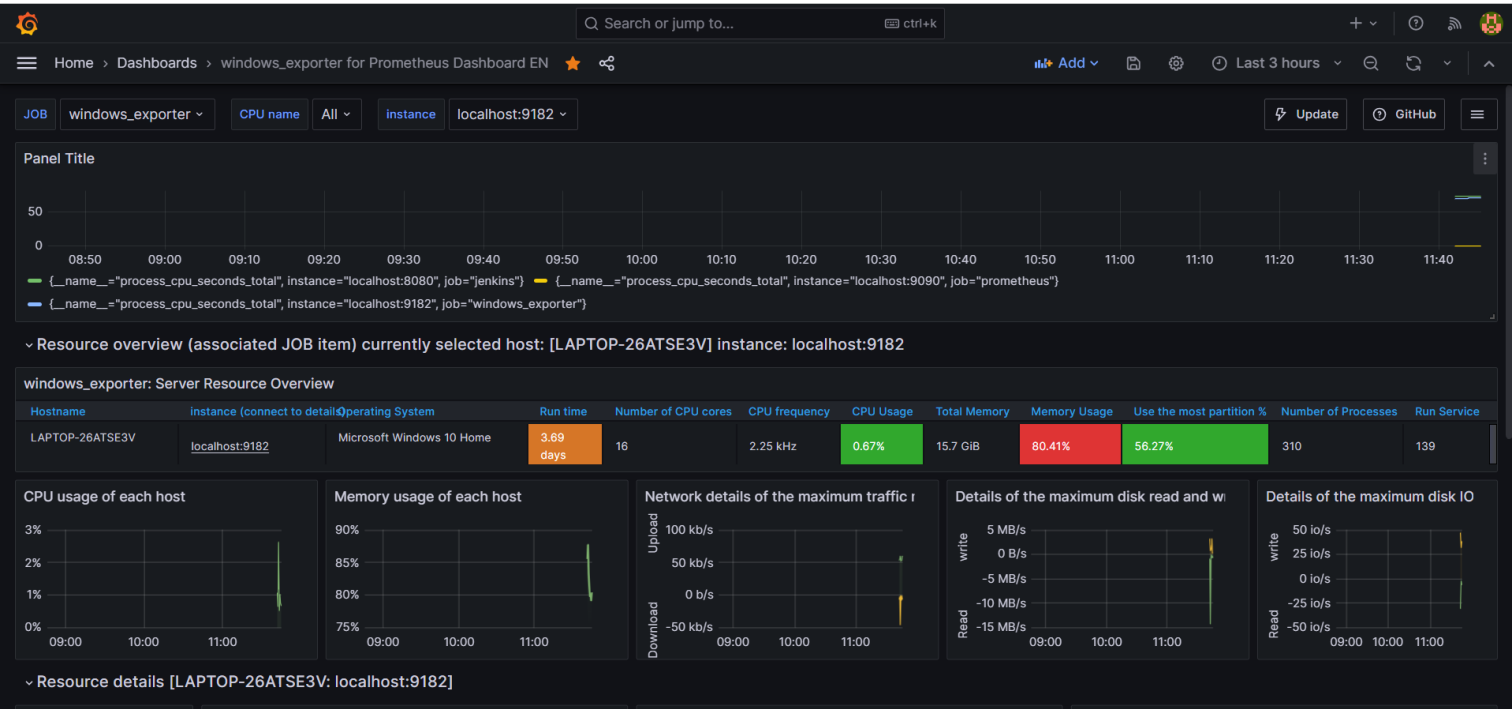 Search or jump to... ctrl+k
Home › Dashboards › windows_exporter for Prometheus Dashboard EN Add Last 3 hours
JOB windows_exporter CPU name All instance localhost:9182 Update GitHub
Panel Title
50
0
08:50 09:00 09:10 09:20 09:30 09:40 09:50 10:00 10:10 10:20 10:30 10:40 10:50 11:00 11:10 11:20 11:30 11:40
{__name__="process_cpu_seconds_total", instance="localhost:8080", job="jenkins"} {__name__="process_cpu_seconds_total", instance="localhost:9090", job="prometheus"}
{__name__="process_cpu_seconds_total", instance="localhost:9182", job="windows_exporter"}
Resource overview (associated JOB item) currently selected host: [LAPTOP-26ATSE3V] instance: localhost:9182
windows_exporter: Server Resource Overview
Hostname instance (connect to details Operating System Run time Number of CPU cores CPU frequency CPU Usage Total Memory Memory Usage Use the most partition % Number of Processes Run Service
LAPTOP-26ATSE3V localhost:9182 Microsoft Windows 10 Home 3.69 days 16 2.25 kHz 0.67% 15.7 GiB 80.41% 56.27% 310 139
CPU usage of each host
3%
2%
1%
0%
09:00 10:00 11:00
Memory usage of each host
90%
85%
80%
75%
09:00 10:00 11:00
Network details of the maximum traffic
Upload
Download
100 kb/s
50 kb/s
0 b/s
-50 kb/s
09:00 10:00 11:00
Details of the maximum disk read and
write
Read
5 MB/s
0 B/s
-5 MB/s
-10 MB/s
-15 MB/s
09:00 10:00 11:00
Details of the maximum disk IO
write
Read
50 io/s
25 io/s
0 io/s
-25 io/s
-50 io/s
09:00 10:00 11:00
Resource details [LAPTOP-26ATSE3V: localhost:9182]